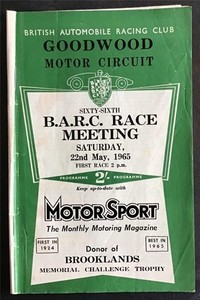 BRITISH AUTOMOBILE RACING CLUB
GOODWOOD
MOTOR CIRCUIT
SIXTY-SIXTH
B.A.R.C. RACE
MEETING
SATURDAY,
22nd May, 1965
FIRST RACE 2 p.m.
PROGRAMME 2/- PROGRAMME
Keep up-to-date with
MOTOR SPORT
The Monthly Motoring Magazine
FIRST IN
1924
BEST IN
1965
Donor of
BROOKLANDS
MEMORIAL CHALLENGE TROPHY